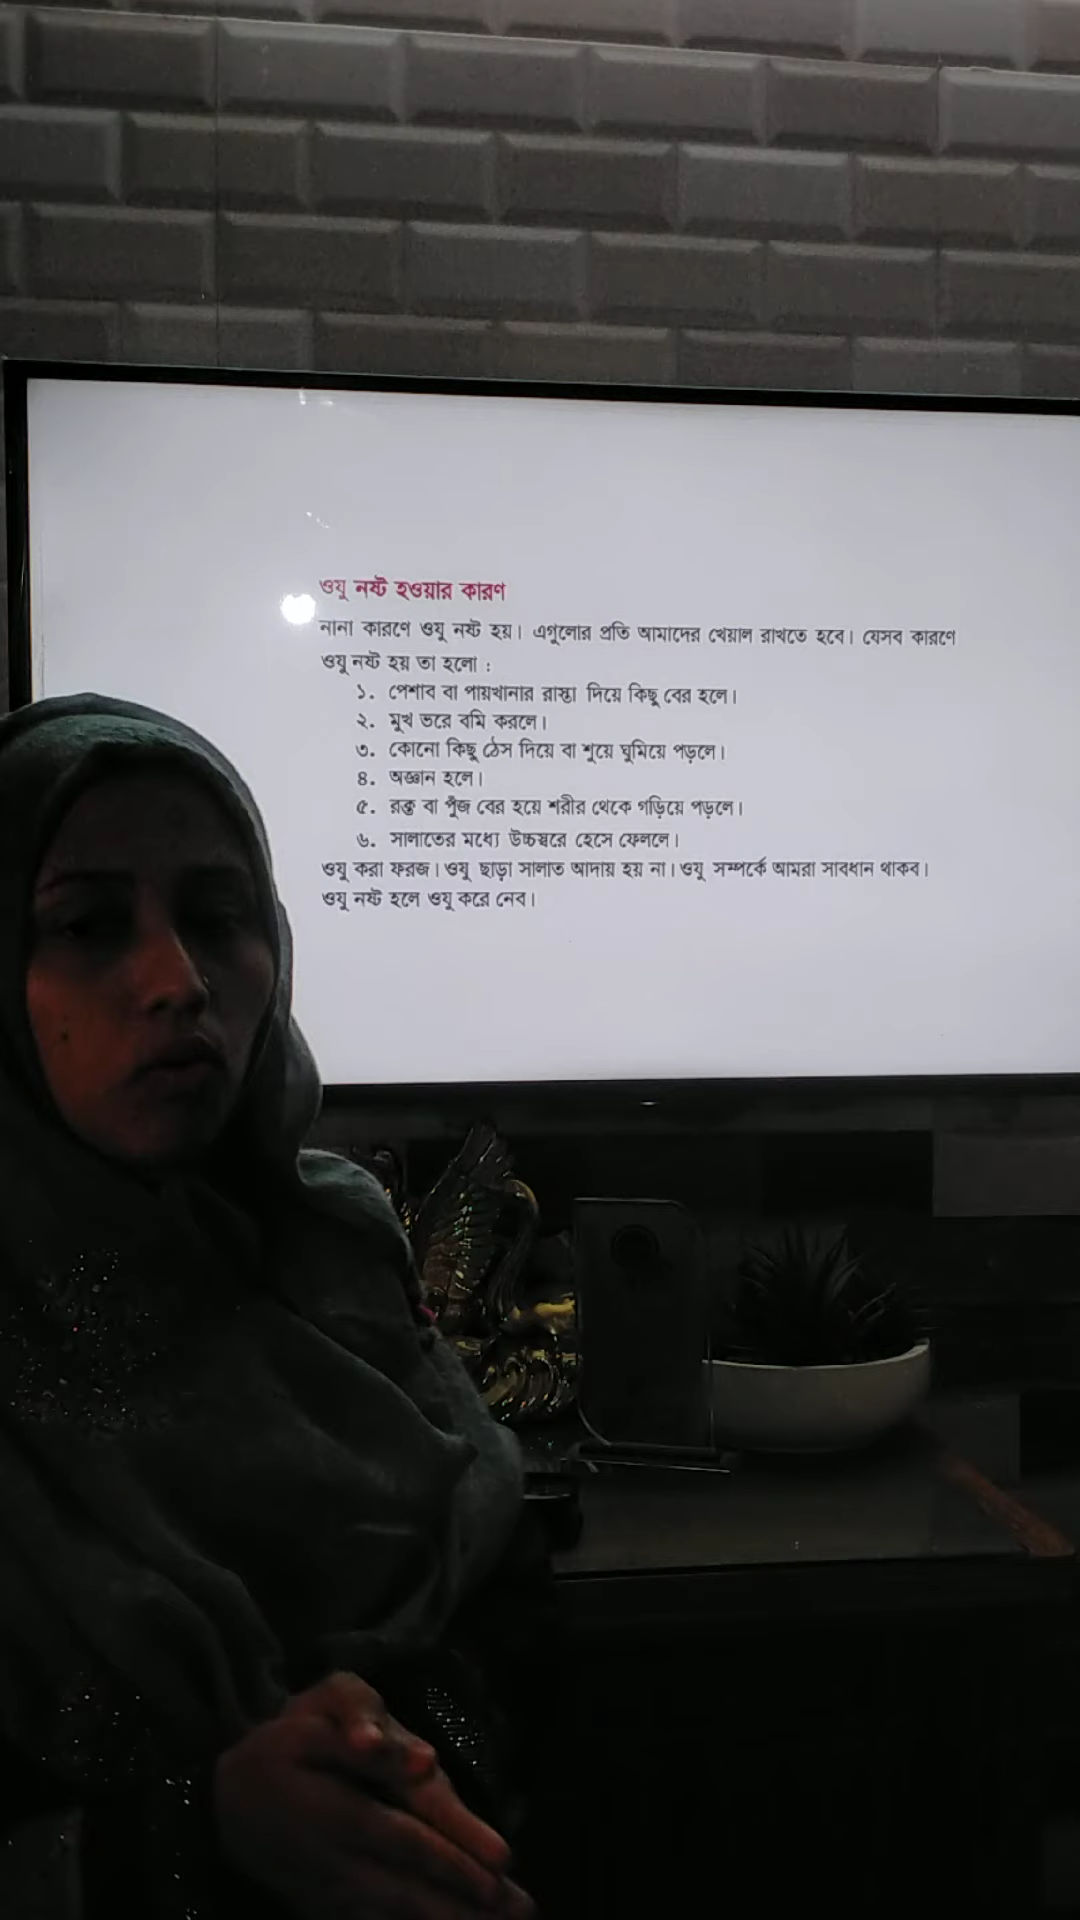 ওযু নষ্ট হওয়ার কারণ
নানা কারণে ওযু নষ্ট হয়। এগুলোর প্রতি আমাদের খেয়াল রাখতে হবে। যেসব কারণে
ওযু নষ্ট হয় তা হলো :
১. পেশাব বা পায়খানার রাস্তা দিয়ে কিছু বের হলে।
২. মুখ ভরে বমি করলে।
৩. কোনো কিছু ঠেস দিয়ে বা শুয়ে ঘুমিয়ে পড়লে।
৪. অজ্ঞান হলে।
৫. রক্ত বা পুঁজ বের হয়ে শরীর থেকে গড়িয়ে পড়লে।
৬. সালাতের মধ্যে উচ্চস্বরে হেসে ফেললে।
ওযু করা ফরজ। ওযু ছাড়া সালাত আদায় হয় না। ওযু সম্পর্কে আমরা সাবধান থাকব।
ওযু নষ্ট হলে ওযু করে নেব।